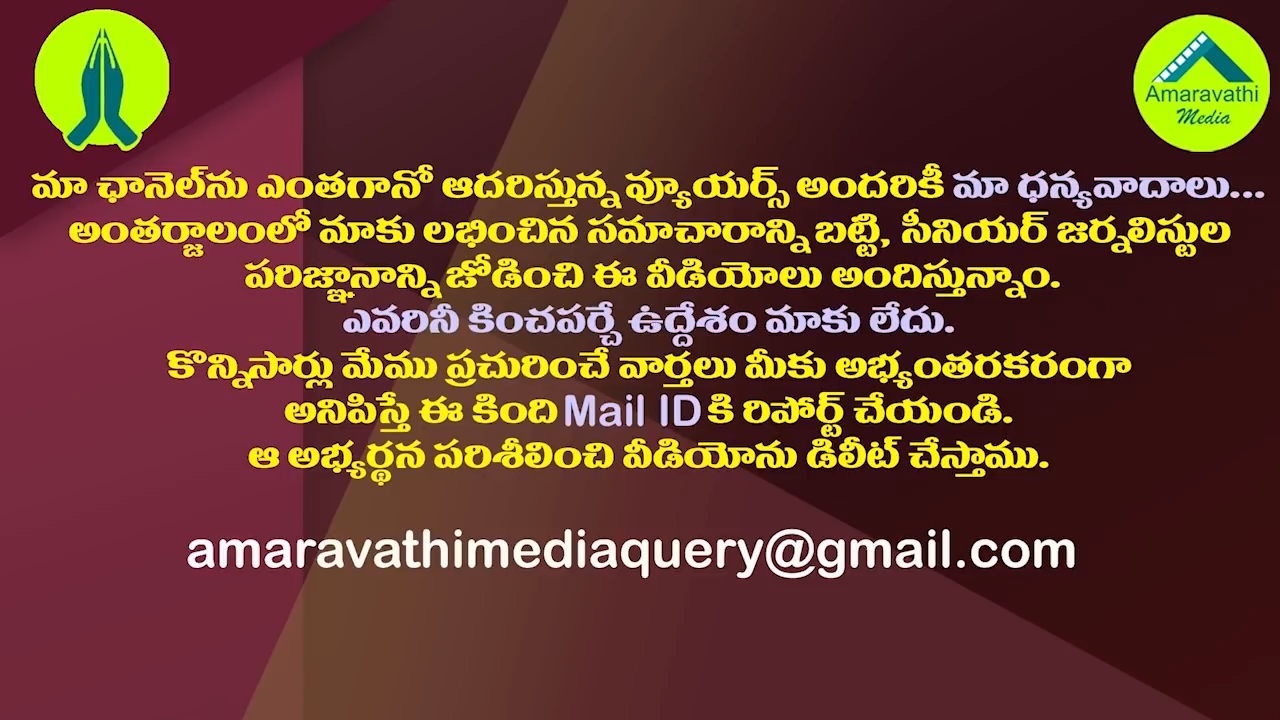 Amaravathi
Media
మా ఛానెల్‌ను ఎంతగానో ఆదరిస్తున్న వ్యూయర్స్ అందరికీ మా ధన్యవాదాలు...
అంతర్జాలంలో మాకు లభించిన సమాచారాన్ని బట్టి, సీనియర్ జర్నలిస్టుల
పరిజ్ఞానాన్ని జోడించి ఈ వీడియోలు అందిస్తున్నాం.
ఎవరినీ కించపర్చే ఉద్దేశం మాకు లేదు.
కొన్నిసార్లు మేము ప్రచురించే వార్తలు మీకు అభ్యంతరకరంగా
అనిపిస్తే ఈ కింది Mail ID కి రిపోర్ట్ చేయండి.
ఆ అభ్యర్థన పరిశీలించి వీడియోను డిలీట్ చేస్తాము.
amaravathimediaquery@gmail.com